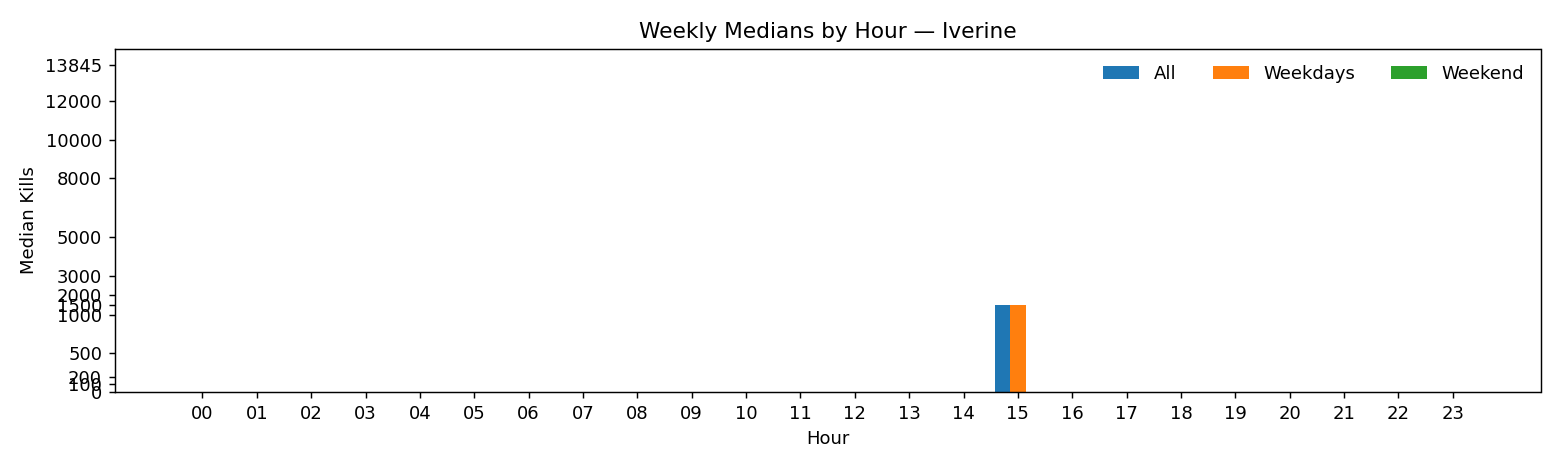 Weekly Medians by Hour — Iverine
13845
12000
10000
8000
5000
3000
2000
1500
1000
500
200
100
0
Median Kills
All Weekdays Weekend
00 01 02 03 04 05 06 07 08 09 10 11 12 13 14 15 16 17 18 19 20 21 22 23
Hour